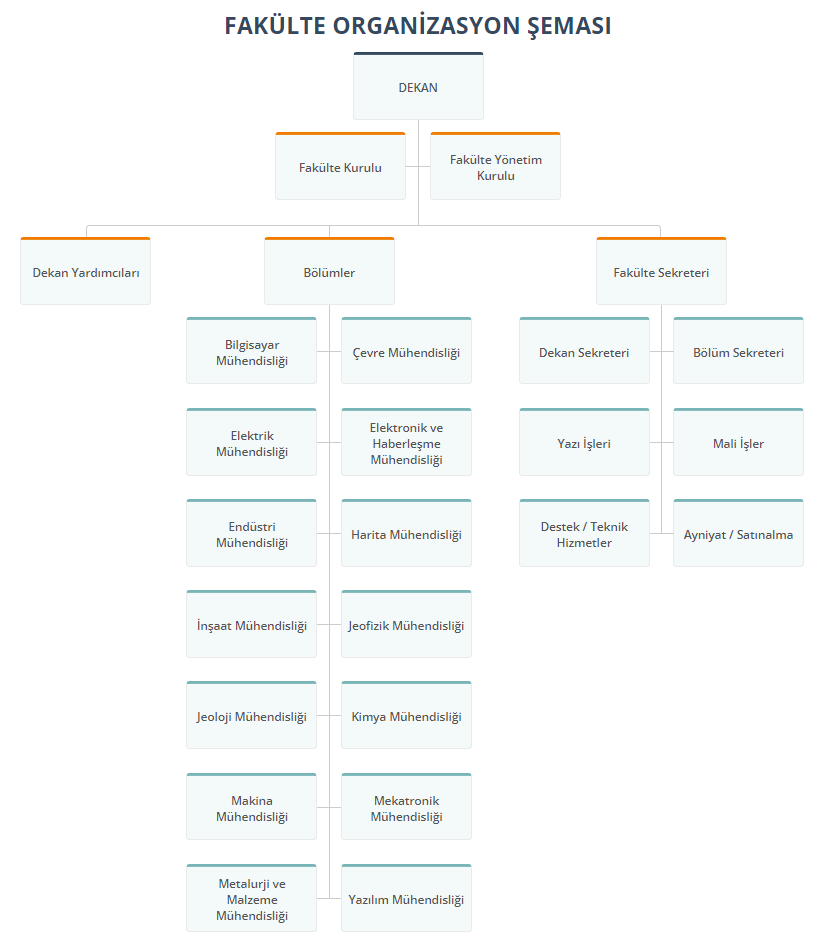 FAKÜLTE ORGANİZASYON ŞEMASI
DEKAN
Fakülte Kurulu
Fakülte Yönetim
Kurulu
Dekan Yardımcıları
Bölümler
Fakülte Sekreteri
Bilgisayar
Mühendisliği
Çevre Mühendisliği
Dekan Sekreteri
Bölüm Sekreteri
Elektrik
Mühendisliği
Elektronik ve
Haberleşme
Mühendisliği
Yazı İşleri
Mali İşler
Endüstri
Mühendisliği
Harita Mühendisliği
Destek / Teknik
Hizmetler
Ayniyat / Satınalma
İnşaat Mühendisliği
Jeofizik Mühendisliği
Jeoloji Mühendisliği
Kimya Mühendisliği
Makina
Mühendisliği
Mekatronik
Mühendisliği
Metalurji ve
Malzeme
Mühendisliği
Yazılım Mühendisliği